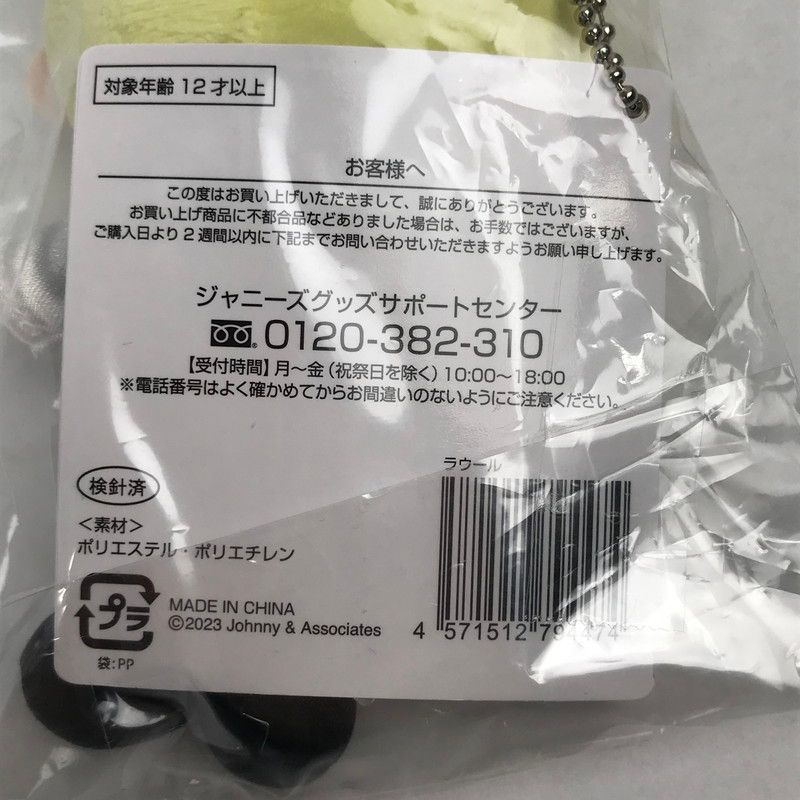 対象年齢 12才以上
お客様へ
この度はお買い上げいただきまして、誠にありがとうございます。
お買い上げ商品に不都合品などありました場合は、お手数ではございますが、
ご購入日より2週間以内に下記までお問い合わせいただきますようお願い申し上げます。
ジャニーズグッズサポートセンター
0120-382-310
【受付時間】月〜金（祝祭日を除く）10:00〜18:00
※電話番号はよく確かめてからお間違いのないようにご注意ください。
検針済
＜素材＞
ポリエステル・ポリエチレン
プラ
袋:PP
MADE IN CHINA
©2023 Johnny & Associates
ラウール
4 571512